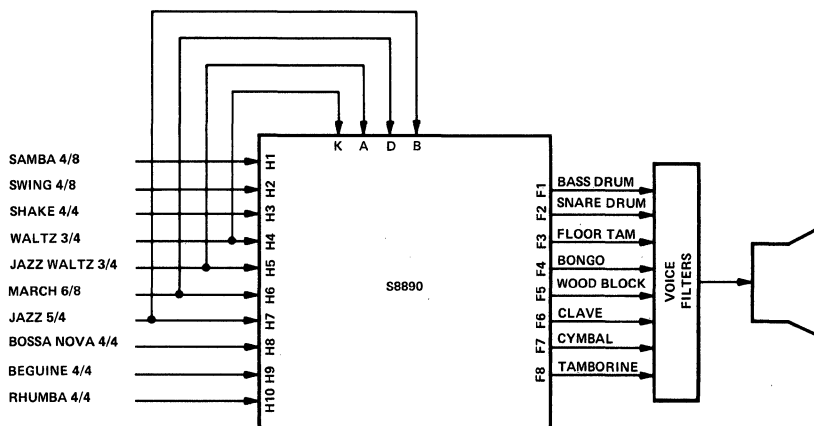 K A D B
SAMBA 4/8
SWING 4/8
SHAKE 4/4
WALTZ 3/4
JAZZ WALTZ 3/4
MARCH 6/8
JAZZ 5/4
BOSSA NOVA 4/4
BEGUINE 4/4
RHUMBA 4/4
H1
H2
H3
H4
H5
H6
H7
H8
H9
H10
S8890
F1
F2
F3
F4
F5
F6
F7
F8
BASS DRUM
SNARE DRUM
FLOOR TAM
BONGO
WOOD BLOCK
CLAVE
CYMBAL
TAMBORINE
VOICE
FILTERS